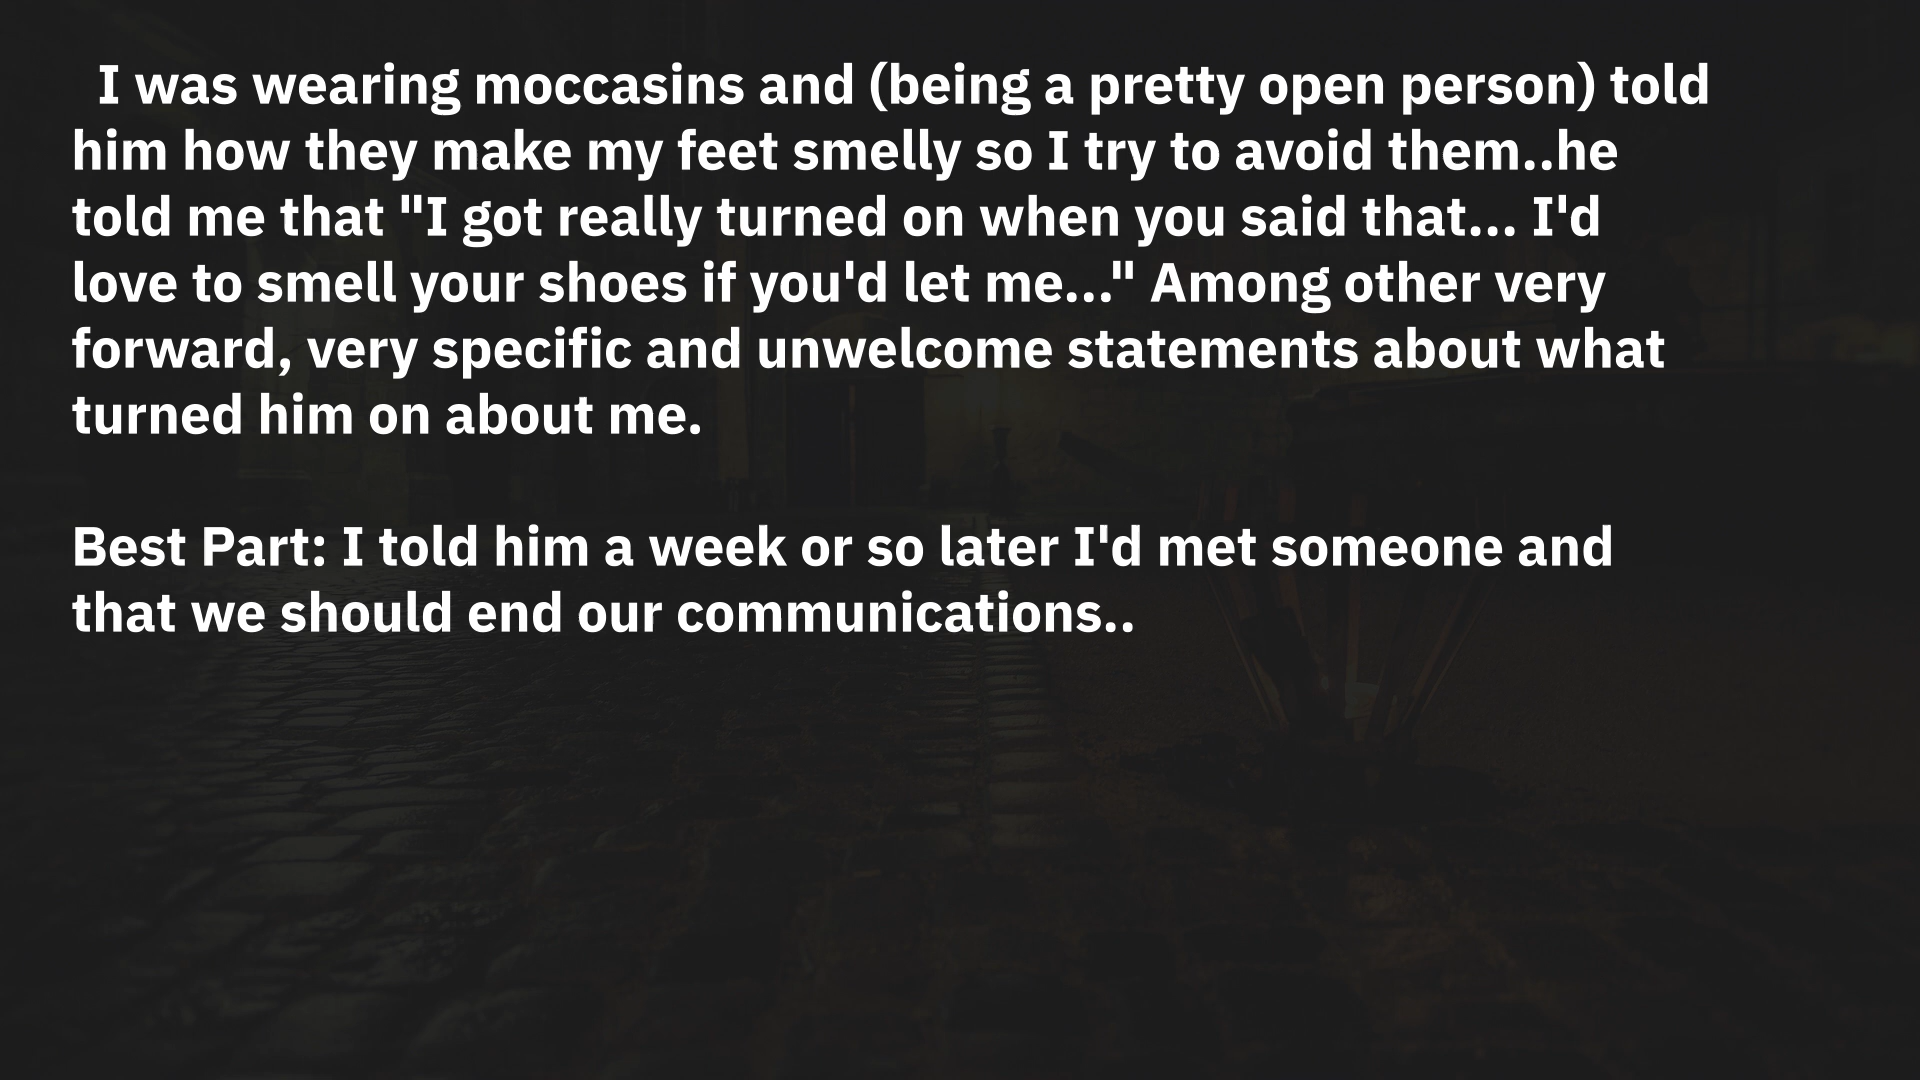 I was wearing moccasins and (being a pretty open person) told
him how they make my feet smelly so I try to avoid them..he
told me that "I got really turned on when you said that... I'd
love to smell your shoes if you'd let me..." Among other very
forward, very specific and unwelcome statements about what
turned him on about me.
Best Part: I told him a week or so later I'd met someone and
that we should end our communications..